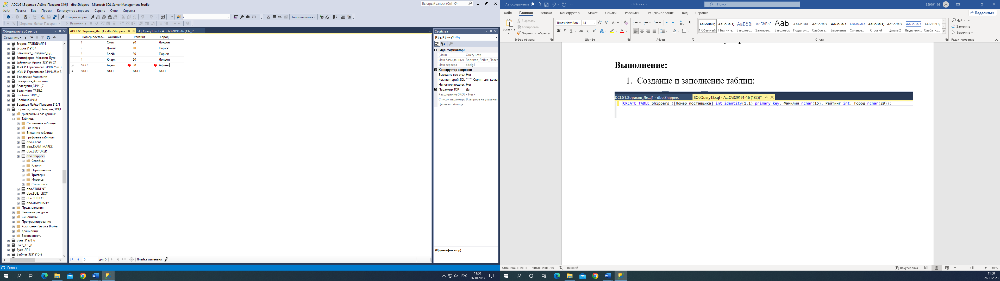 ADCLG1.Зориков_Лейко_Паверин_319|1 - dbo.Shippers - Microsoft SQL Server Management Studio
Быстрый запуск (Ctrl+Q)
Файл Правка Вид Проект Конструктор запросов Сервис Окно Справка
Создать запрос
/
SQL
Тип изменения
Зориков_Лейко_Паверин_
Выполнить
Обозреватель объектов
Соединить
Егоров_ТРЗБДИзЛР1
Егоров319107
Ельчищев_Создание_БД
Епитифоров_Магазин_Бутс
Ерёменко_Арина_329196_24
ЖУК И Герасимова 319/8 25 и 3
ЖУК И Герасимова 319/8 25 и 3_
Зажарская Ашихмин
Зажарская_Ашихмин
Зелепугин_319/1_7
Зелепугин_ТРЗБД
Злобина 319/1_8
Злобина31918
Зориков Лейко Паверин 319/1
Зориков_Лейко_Паверин_319|1
Диаграммы баз данных
Таблицы
Системные таблицы
FileTables
Внешние таблицы
Графовые таблицы
dbo.Client
dbo.EXAM_MARKS
dbo.LECTURER
dbo.Shippers
Столбцы
Ключи
Ограничения
Триггеры
Индексы
Статистика
dbo.STUDENT
dbo.SUBJ_LECT
dbo.SUBJECT
dbo.UNIVERSITY
Представления
Внешние ресурсы
Синонимы
Программирование
Компонент Service Broker
Хранилище
Безопасность
Зуев_319/8_6
Зуев_319_8
Зуев_ЛР1
Зыблев 3291910-9
ADCLG1.Зориков_Ле...|1 - dbo.Shippers
SQLQuery13.sql - A...O\329191-16 (132))*
Номер постав... Фамилия Рейтинг Город
1 Смит 20 Лондон
2 Джонс 10 Париж
3 Блейк 30 Париж
4 Кларк 20 Лондон
NULL Адамс 30 Афины
NULL NULL NULL NULL
5 для 5 Ячейка изменена.
Свойства
[Qry] Query1.dtq
(Идентификатор)
(Имя) Query1.dtq
Имя базы данных Зориков_Лейко_Павер
Имя сервера adclg1
Конструктор запросов
Выводить все стол Нет
Комментарий SQL ***** Скрипт для кома
Неповторяющиес Нет
Параметр TOP Да
Расширение GROU <Нет>
Список параметро В запросе не указаны
Целевая таблица
(Идентификатор)
Готово
РУС
11:00
26.10.2023
Автосохранение
ЛР3.docx
Поиск
329191-16
Файл Главная Вставка Конструктор Макет Ссылки Рассылки Рецензирование Вид Справка
Поделиться
Вставить
Вырезать
Копировать
Формат по образцу
Буфер обмена
Times New Ron 14
Ж К Ч
Шрифт
Абзац
АаБбВвГг, АаБбВвГг, АаБбВı АаБбВвГ АаБ АаБбВвГ АаБбВвГг АаБбВвГг АаБбВвГг АаБбВвГг, АаБбВвГг АаБбВвГг
¶ Обычный ¶ Без инте... Заголово... Заголово... Заголовок Подзагол... Слабое в... Выделение Сильное... Строгий Цитата 2 Выделенн... Слабая сс...
Стили
Найти
Заменить
Выделить
Редактирование
Выполнение:
1. Создание и заполнение таблиц:
DCLG1.Зориков_Ле...|1 - dbo.Shippers
SQLQuery13.sql - A...O\329191-16 (132))*
CREATE TABLE Shippers ([Номер поставщика] int identity(1,1) primary key, Фамилия nchar(15), Рейтинг int, Город nchar(20));
Страница 11 из 11 Число слов: 710 русский
Фокусировка
180 %
11:00
26.10.2023